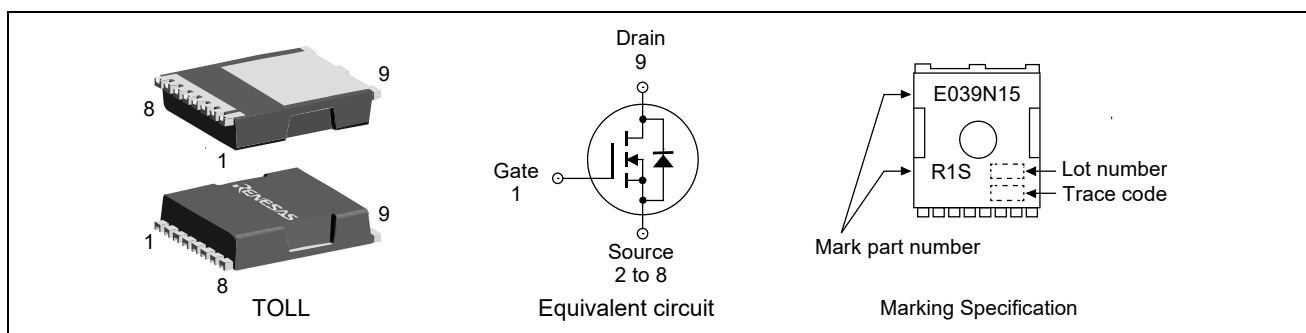 8
9
1
RENESAS
1
9
8
TOLL
Drain
9
Gate
1
Source
2 to 8
Equivalent circuit
E039N15
R1S
Lot number
Trace code
Mark part number
Marking Specification